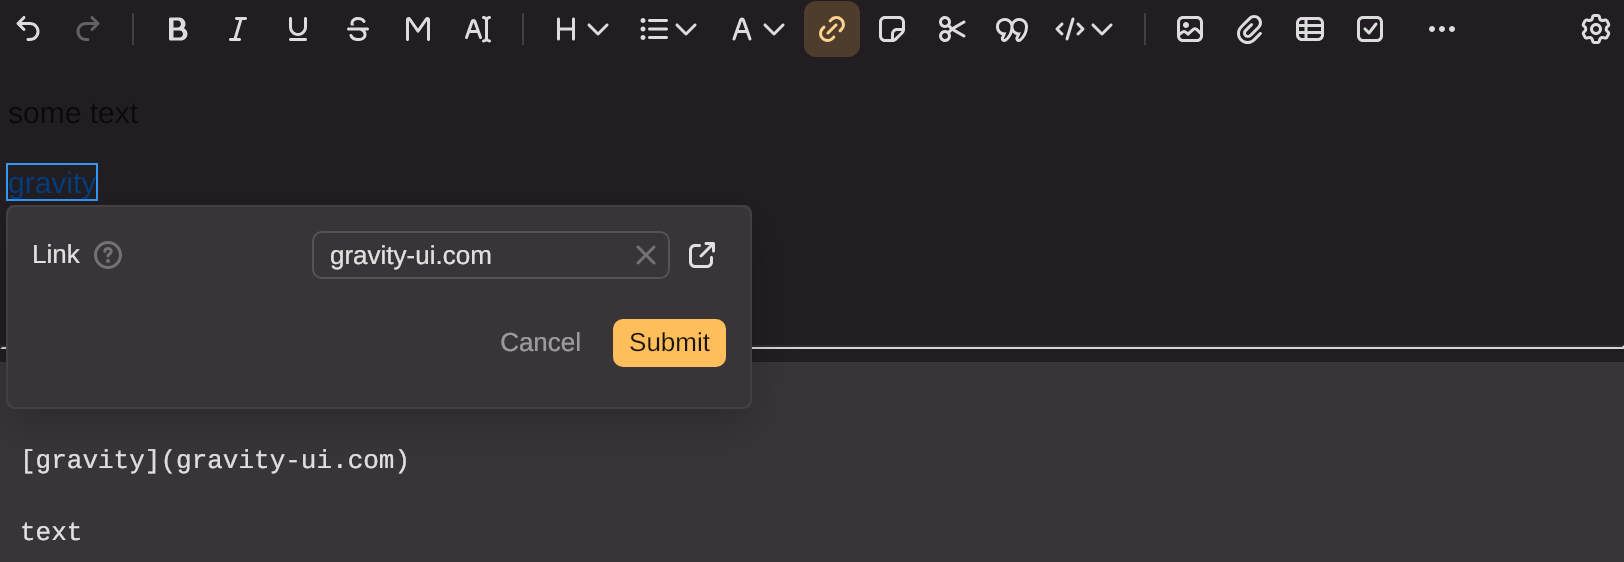 some text
gravity
Link
gravity-ui.com
Cancel Submit
[gravity](gravity-ui.com)
text